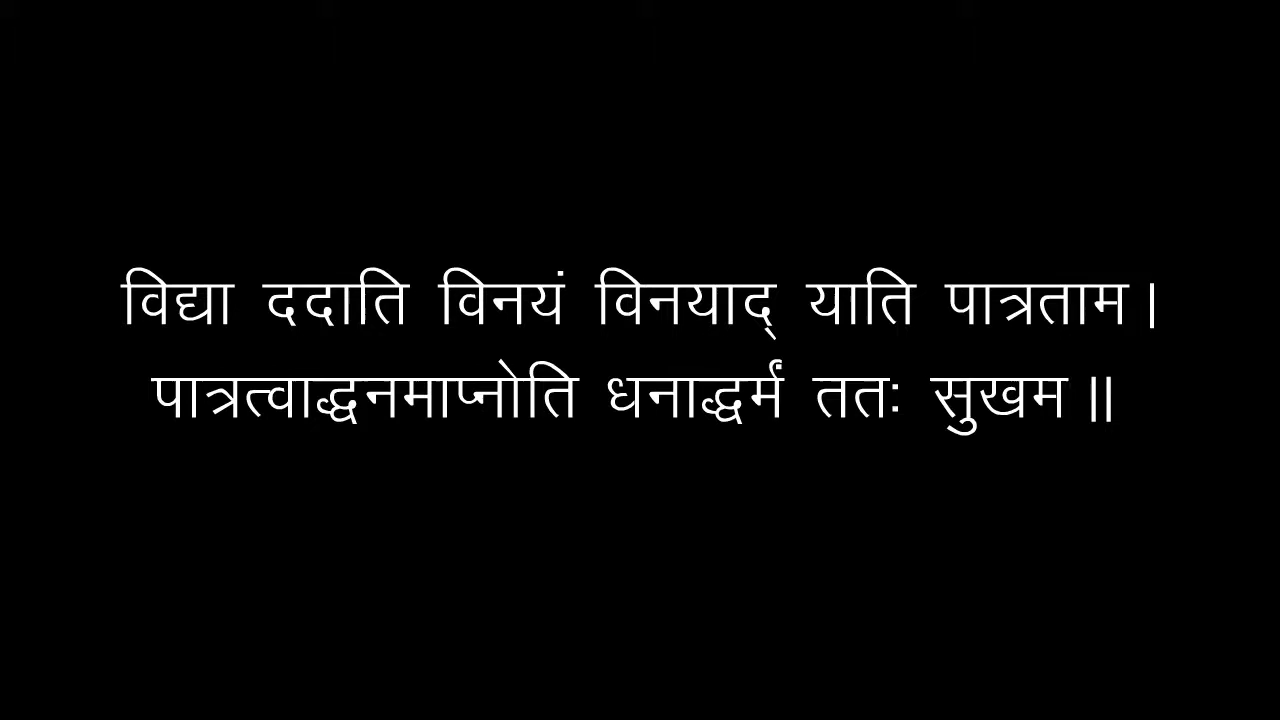 विद्या ददाति विनयं विनयाद् याति पात्रताम।
पात्रत्वाद्धनमाप्नोति धनाद्धर्मं ततः सुखम ॥